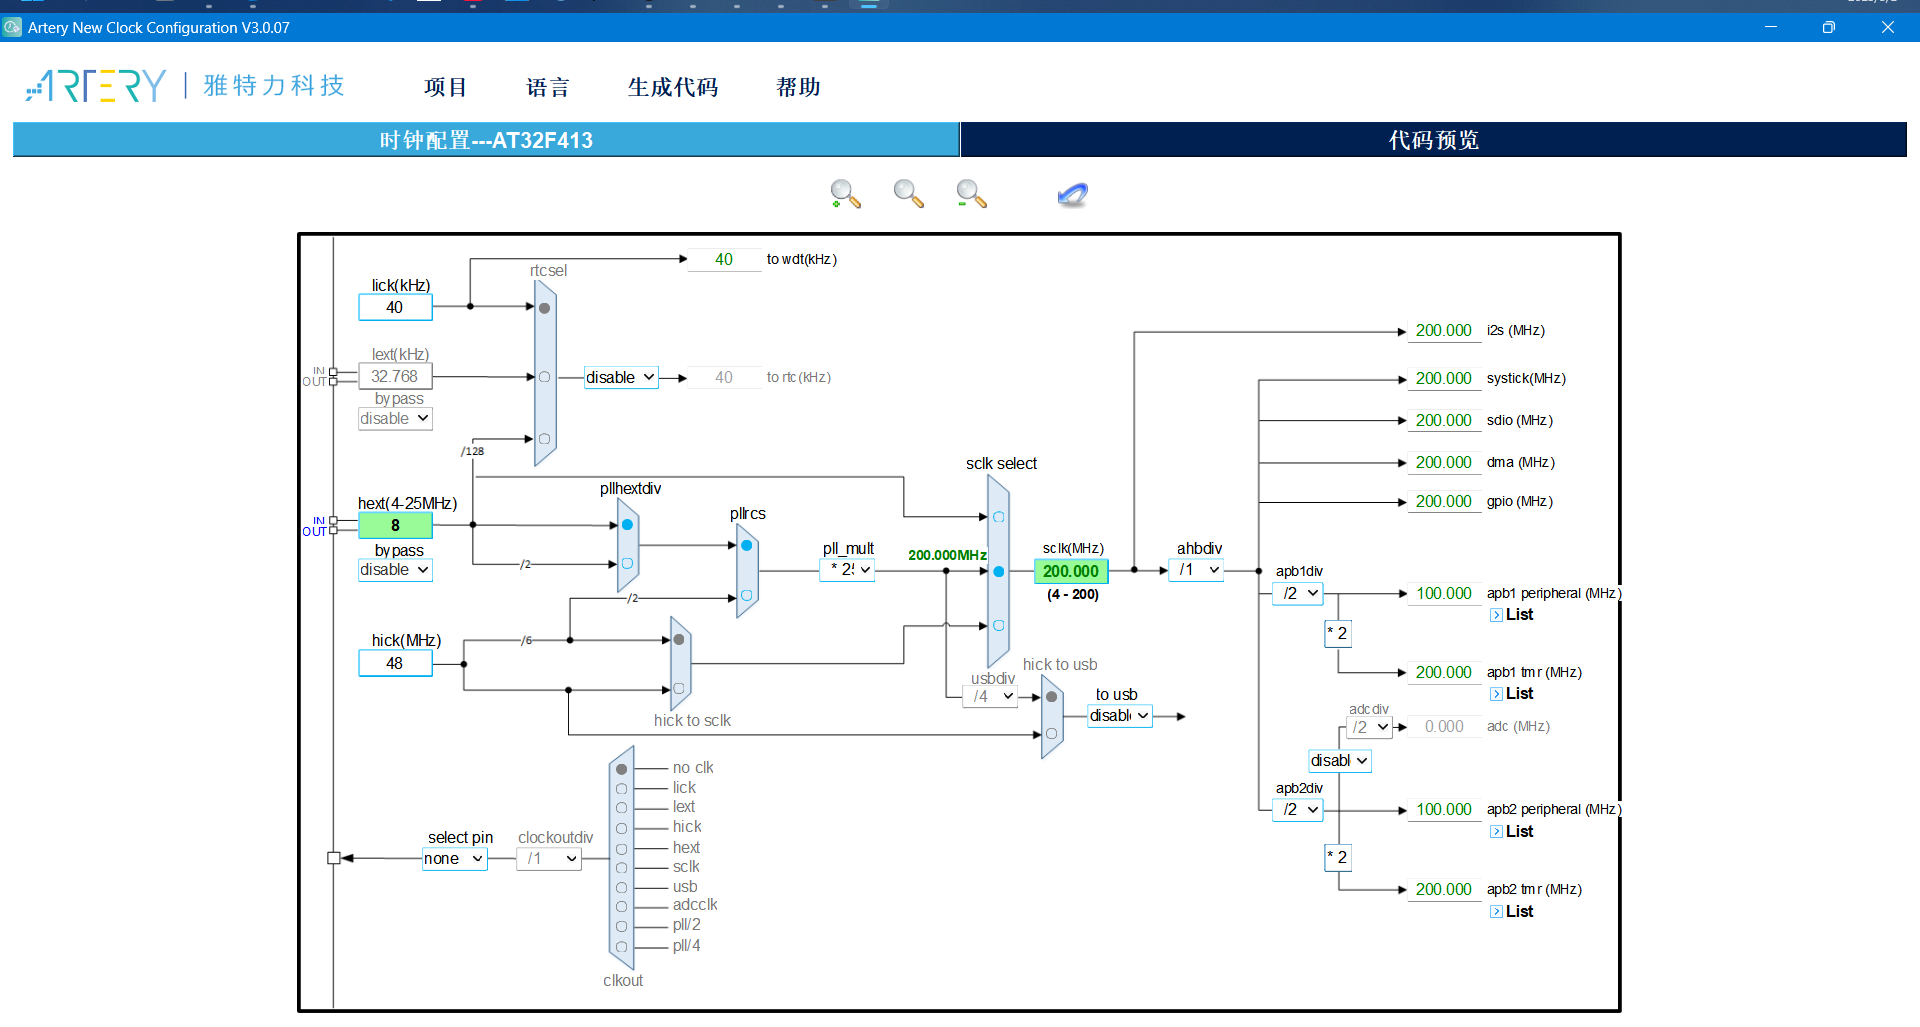 Artery New Clock Configuration V3.0.07
ARTERY 雅特力科技
项目 语言 生成代码 帮助
时钟配置---AT32F413
代码预览
40 to wdt(kHz)
rtcsel
lick(kHz)
40
200.000 i2s (MHz)
lext(kHz)
IN
OUT
32.768
disable
40 to rtc(kHz)
200.000 systick(MHz)
bypass
disable
200.000 sdio (MHz)
/128
sclk select
200.000 dma (MHz)
pllhextdiv
hext(4-25MHz)
200.000 gpio (MHz)
pllrcs
IN
OUT
8
bypass
disable
/2
pll_mult
* 2
200.000MHz
sclk(MHz)
200.000
(4 - 200)
ahbdiv
/1
apb1div
/2
100.000 apb1 peripheral (MHz)
List
/2
* 2
hick(MHz)
48
/6
hick to usb
usbdiv
/4
200.000 apb1 tmr (MHz)
List
to usb
disabl
hick to sclk
adcdiv
/2
0.000 adc (MHz)
disabl
no clk
lick
lext
hick
hext
sclk
usb
adcclk
pll/2
pll/4
clkout
apb2div
/2
100.000 apb2 peripheral (MHz)
List
select pin
none
clockoutdiv
/1
* 2
200.000 apb2 tmr (MHz)
List